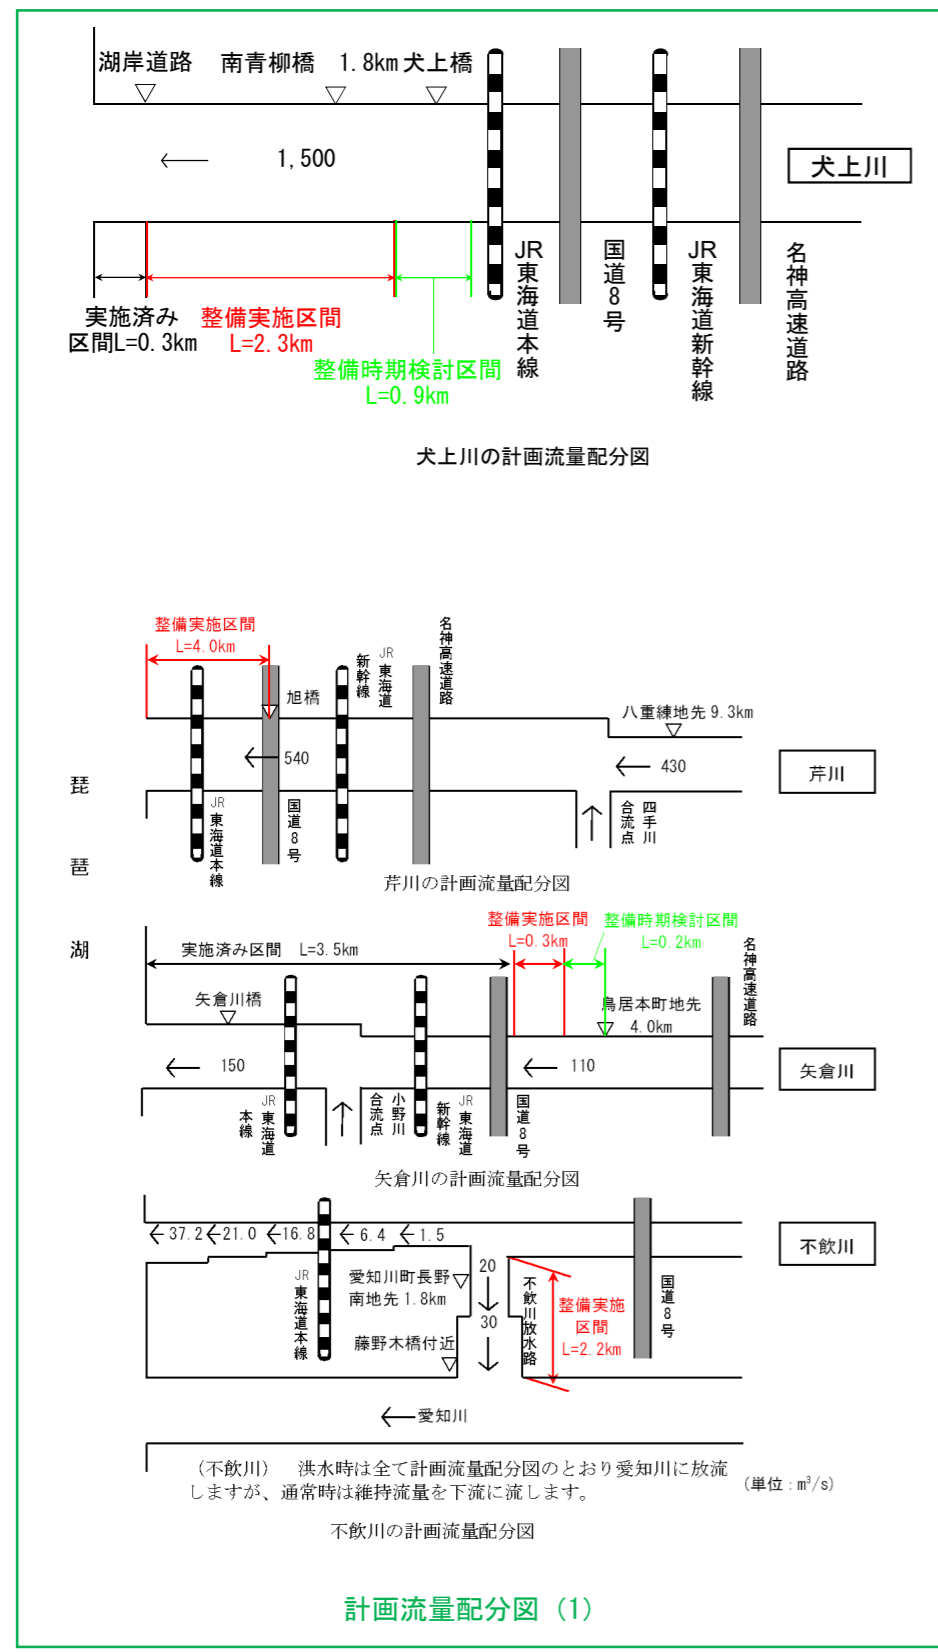 湖岸道路 南青柳橋 1.8km 犬上橋
1,500
犬上川
JR東海道本線
国道8号
JR東海道新幹線
名神高速道路
実施済み
区間L=0.3km
整備実施区間
L=2.3km
整備時期検討区間
L=0.9km
犬上川の計画流量配分図
琵琶湖
整備実施区間
L=4.0km
旭橋
JR東海道
新幹線
名神高速道路
八重練地先 9.3km
540
430
芹川
JR東海道本線
国道8号
四手川
合流点
芹川の計画流量配分図
実施済み区間 L=3.5km
整備実施区間
L=0.3km
整備時期検討区間
L=0.2km
名神高速道路
矢倉川橋
鳥居本町地先
4.0km
150
110
矢倉川
JR東海道
本線
小野川
合流点
JR東海道
新幹線
国道8号
矢倉川の計画流量配分図
37.2
21.0
16.8
6.4
1.5
不飲川
JR東海道本線
愛知川町長野
南地先 1.8km
藤野木橋付近
20
30
不飲川放水路
整備実施
区間
L=2.2km
国道8号
愛知川
（不飲川） 洪水時は全て計画流量配分図のとおり愛知川に放流
しますが、通常時は維持流量を下流に流します。
（単位：m³/s）
不飲川の計画流量配分図
計画流量配分図（1）